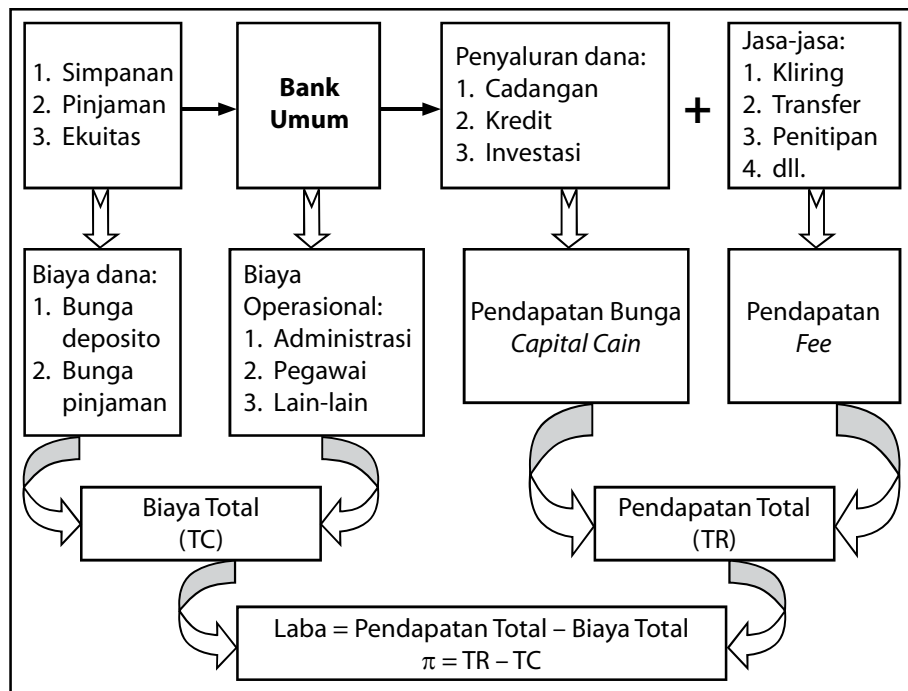 1. Simpanan
2. Pinjaman
3. Ekuitas
Bank
Umum
Penyaluran dana:
1. Cadangan
2. Kredit
3. Investasi
+
Jasa-jasa:
1. Kliring
2. Transfer
3. Penitipan
4. dll.
Biaya dana:
1. Bunga
deposito
2. Bunga
pinjaman
Biaya
Operasional:
1. Administrasi
2. Pegawai
3. Lain-lain
Pendapatan Bunga
Capital Cain
Pendapatan
Fee
Biaya Total
(TC)
Pendapatan Total
(TR)
Laba = Pendapatan Total – Biaya Total
π = TR – TC